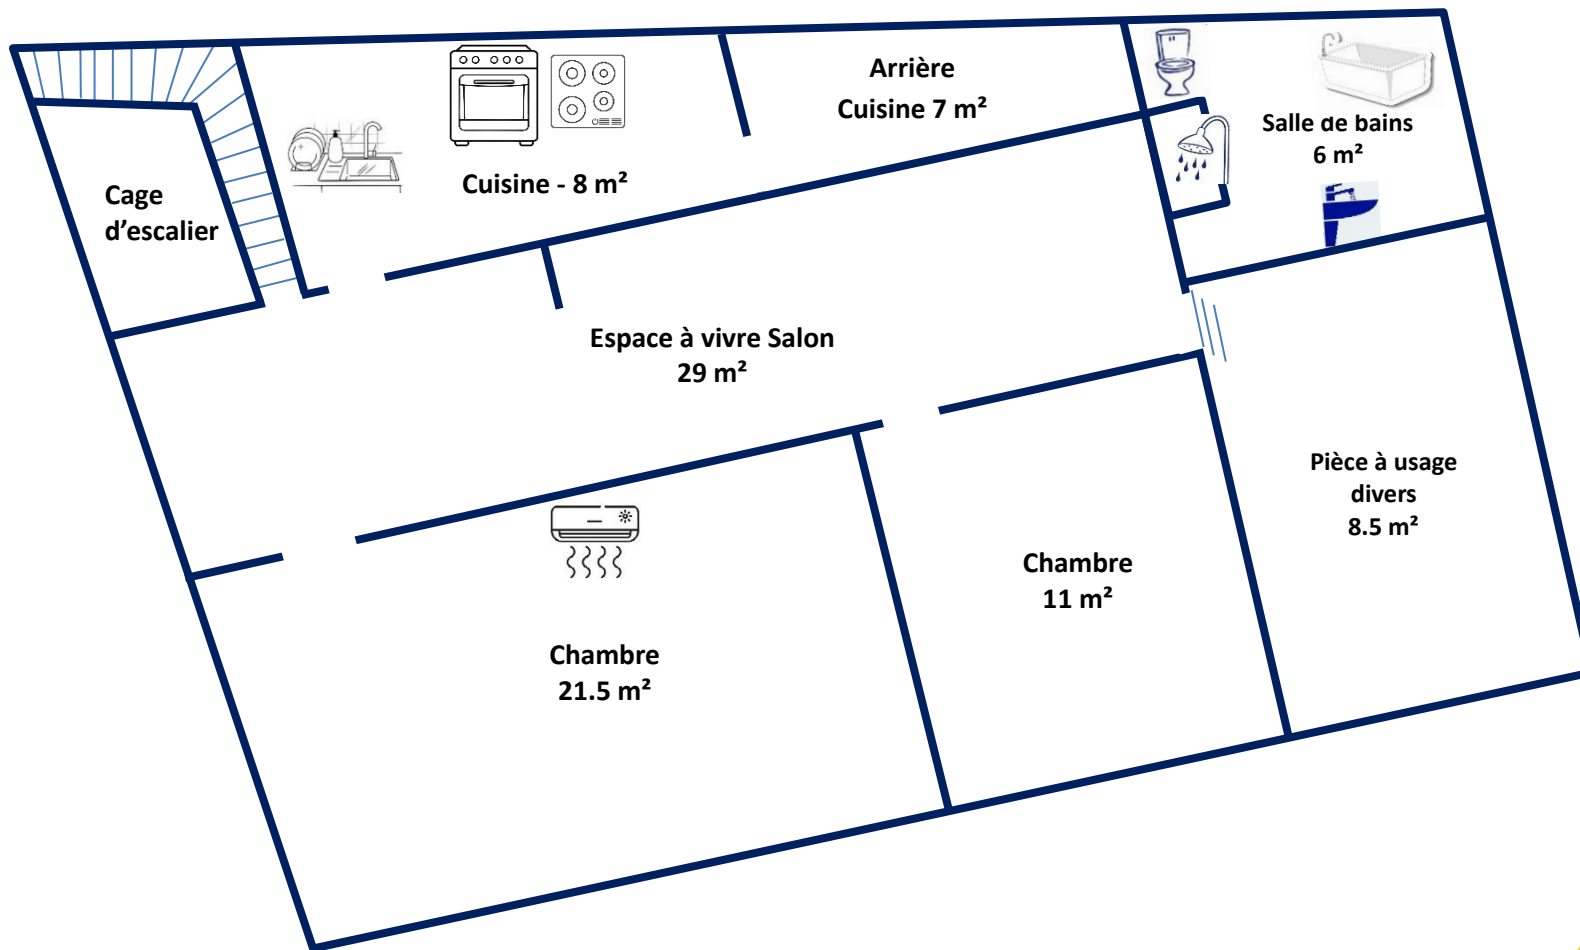 Arrière
Cuisine 7 m²
Salle de bains
6 m²
Cuisine - 8 m²
Cage
d’escalier
Espace à vivre Salon
29 m²
Pièce à usage
divers
8.5 m²
Chambre
11 m²
Chambre
21.5 m²